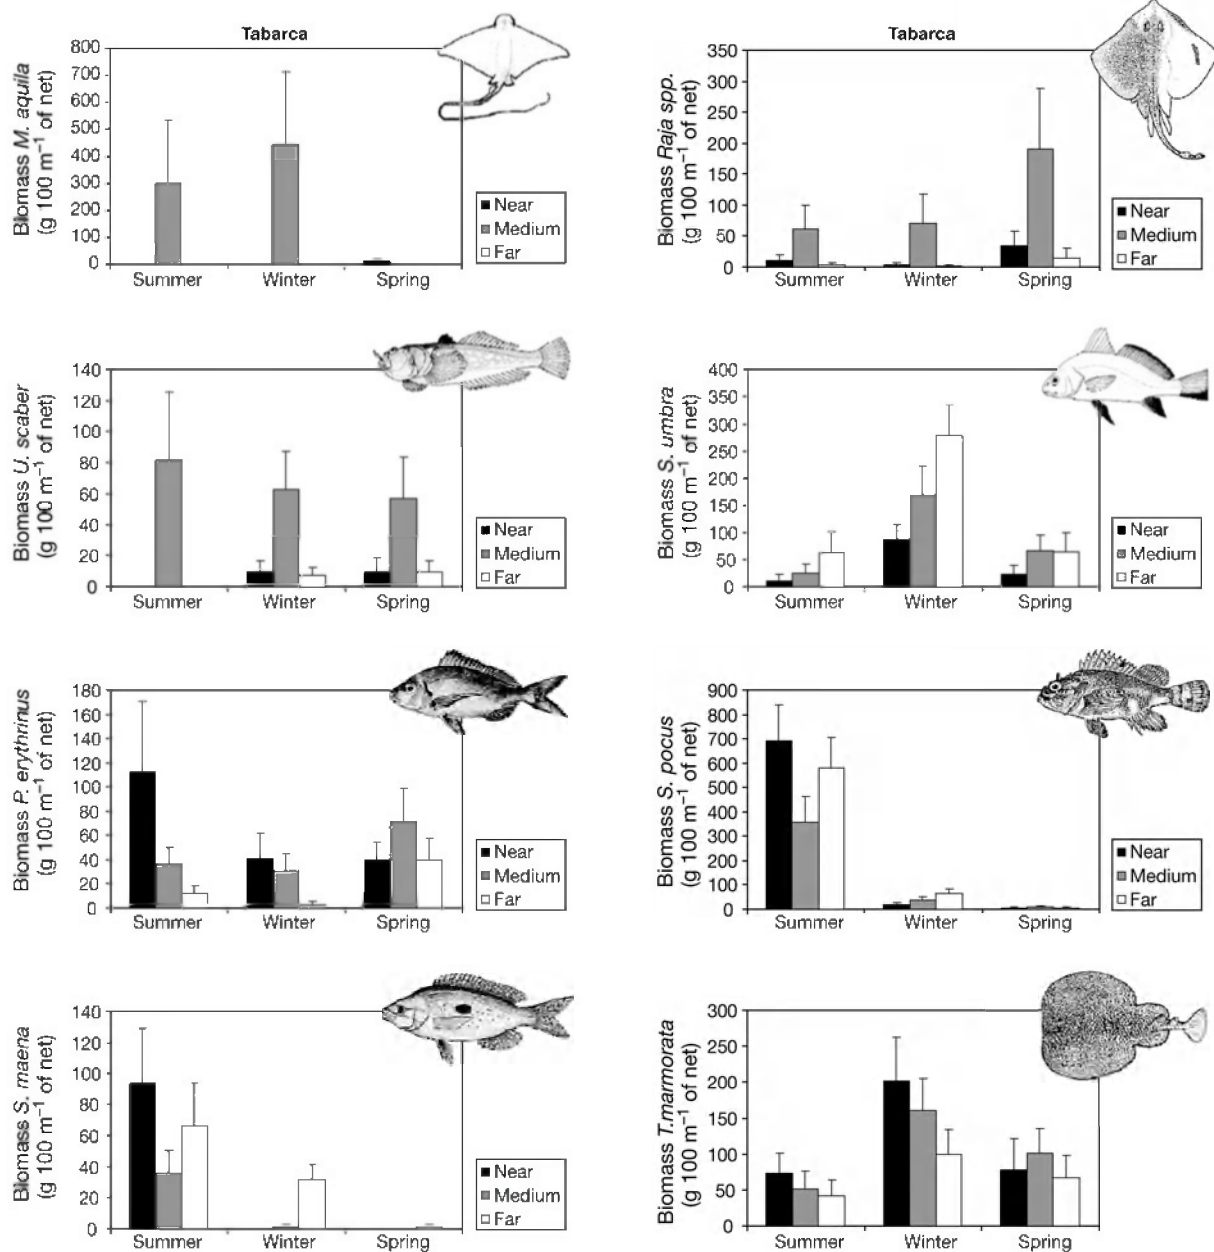 Tabarca
Biomass M. aquila
(g 100 m⁻¹ of net)
800
700
600
500
400
300
200
100
0
Summer Winter Spring
Near
Medium
Far
Tabarca
Biomass Raja spp.
(g 100 m⁻¹ of net)
350
300
250
200
150
100
50
0
Summer Winter Spring
Near
Medium
Far
Biomass U. scaber
(g 100 m⁻¹ of net)
140
120
100
80
60
40
20
0
Summer Winter Spring
Near
Medium
Far
Biomass S. umbra
(g 100 m⁻¹ of net)
400
350
300
250
200
150
100
50
0
Summer Winter Spring
Near
Medium
Far
Biomass P. erythrinus
(g 100 m⁻¹ of net)
180
160
140
120
100
80
60
40
20
0
Summer Winter Spring
Near
Medium
Far
Biomass S. pocus
(g 100 m⁻¹ of net)
900
800
700
600
500
400
300
200
100
0
Summer Winter Spring
Near
Medium
Far
Biomass S. maena
(g 100 m⁻¹ of net)
140
120
100
80
60
40
20
0
Summer Winter Spring
Near
Medium
Far
Biomass T.marmorata
(g 100 m⁻¹ of net)
300
250
200
150
100
50
0
Summer Winter Spring
Near
Medium
Far